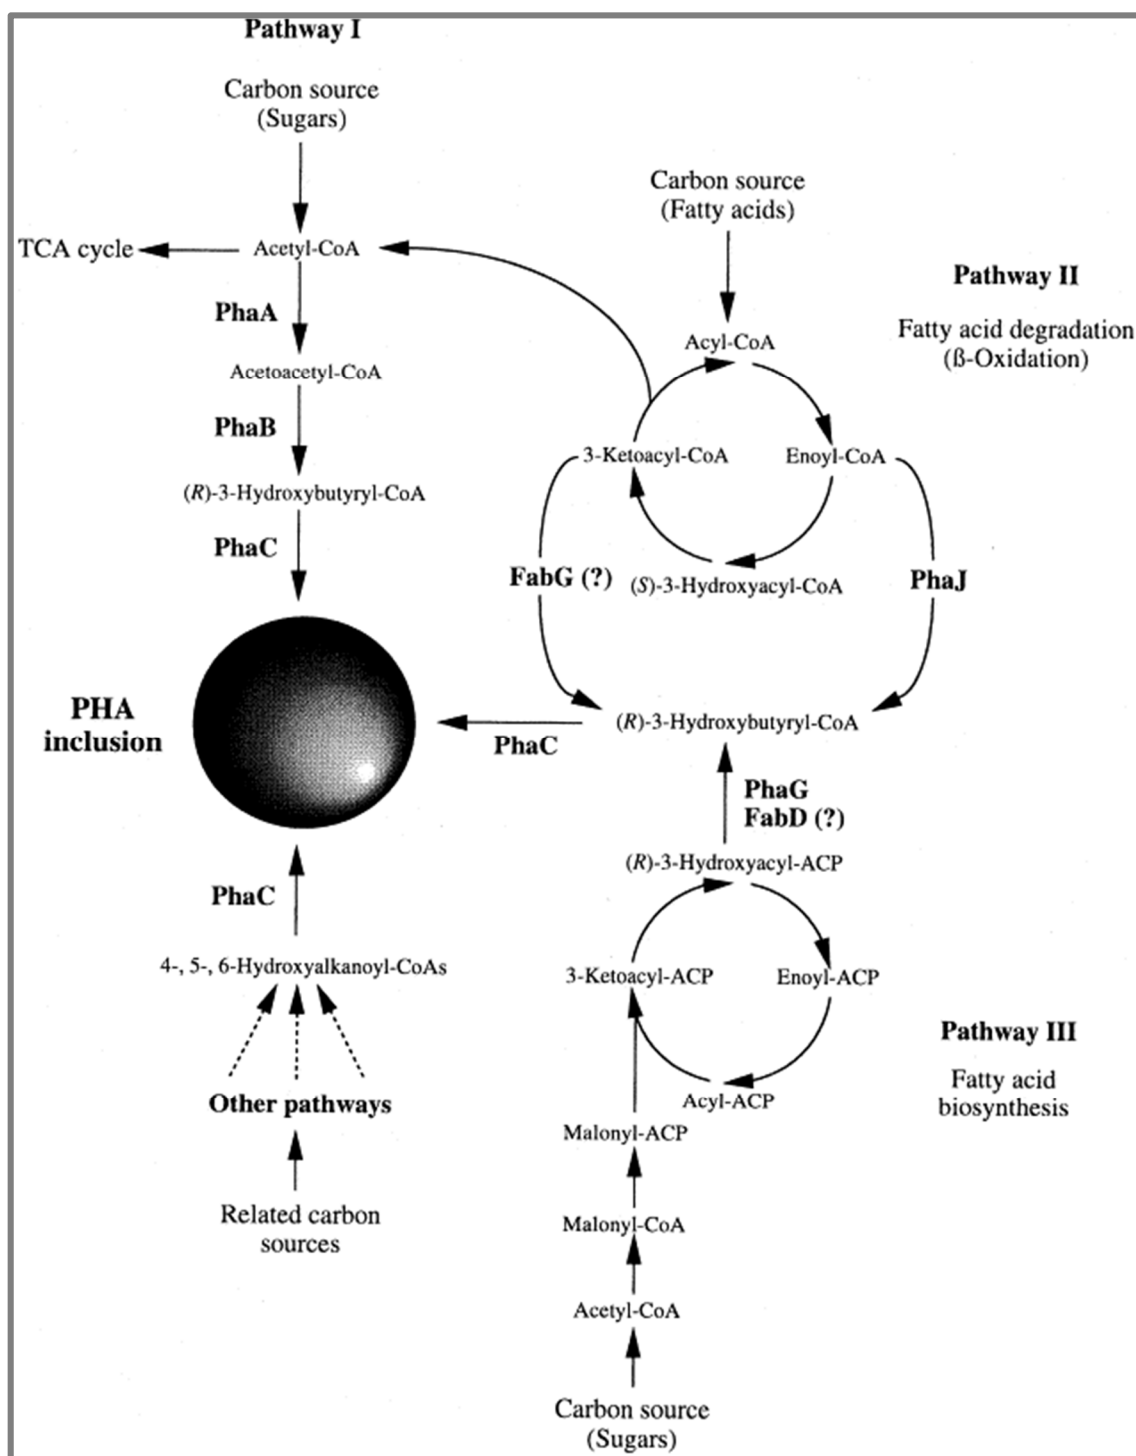 Pathway I
Carbon source
(Sugars)
TCA cycle
Acetyl-CoA
PhaA
Acetoacetyl-CoA
PhaB
(R)-3-Hydroxybutyryl-CoA
PhaC
PHA
inclusion
PhaC
4-, 5-, 6-Hydroxyalkanoyl-CoAs
Other pathways
Related carbon
sources
Carbon source
(Fatty acids)
Pathway II
Fatty acid degradation
(ß-Oxidation)
Acyl-CoA
3-Ketoacyl-CoA
Enoyl-CoA
(S)-3-Hydroxyacyl-CoA
FabG (?)
PhaJ
(R)-3-Hydroxybutyryl-CoA
PhaC
PhaG
FabD (?)
(R)-3-Hydroxyacyl-ACP
3-Ketoacyl-ACP
Enoyl-ACP
Acyl-ACP
Pathway III
Fatty acid
biosynthesis
Malonyl-ACP
Malonyl-CoA
Acetyl-CoA
Carbon source
(Sugars)